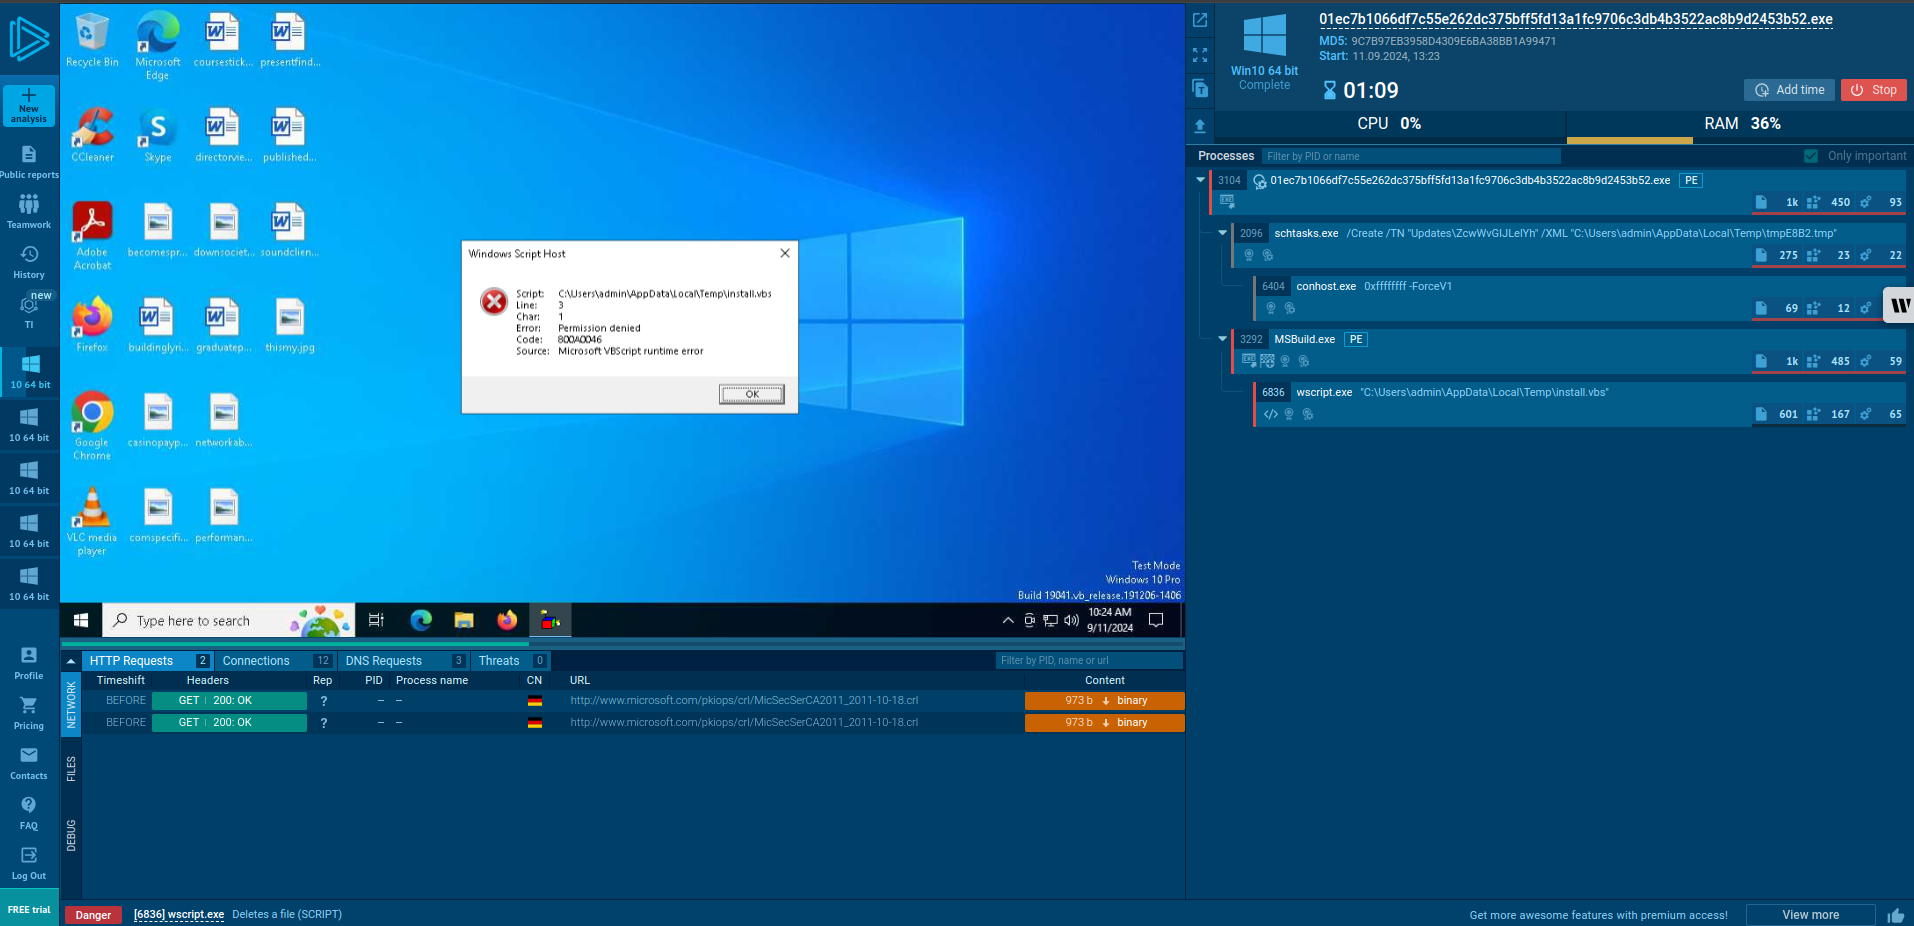 New
analysis
Public reports
Teamwork
History
new
TI
10 64 bit
10 64 bit
10 64 bit
10 64 bit
10 64 bit
Profile
Pricing
Contacts
FAQ
Log Out
FREE trial
Recycle Bin
Microsoft
Edge
coursestick...
presentfind...
CCleaner
Skype
directorvie...
published...
Adobe
Acrobat
becomespr...
downsociet...
soundclien...
Firefox
buildinglyri...
graduatep...
thismy.jpg
Google
Chrome
casinopayp...
networkab...
VLC media
player
comspecifi...
performan...
Windows Script Host
Script: C:\Users\admin\AppData\Local\Temp\install.vbs
Line: 3
Char: 1
Error: Permission denied
Code: 800A0046
Source: Microsoft VBScript runtime error
OK
Test Mode
Windows 10 Pro
Build 19041.vb_release.191206-1406
Type here to search
10:24 AM
9/11/2024
HTTP Requests 2 Connections 12 DNS Requests 3 Threats 0 Filter by PID, name or url
NETWORK
FILES
DEBUG
Timeshift Headers Rep PID Process name CN URL Content
BEFORE GET 200: OK ? – – http://www.microsoft.com/pkiops/crl/MicSecSerCA2011_2011-10-18.crl 973 b binary
BEFORE GET 200: OK ? – – http://www.microsoft.com/pkiops/crl/MicSecSerCA2011_2011-10-18.crl 973 b binary
Danger [6836] wscript.exe Deletes a file (SCRIPT)
Win10 64 bit
Complete
01ec7b1066df7c55e262dc375bff5fd13a1fc9706c3db4b3522ac8b9d2453b52.exe
MD5: 9C7B97EB3958D4309E6BA38BB1A99471
Start: 11.09.2024, 13:23
01:09 Add time Stop
CPU 0% RAM 36%
Processes Filter by PID or name Only important
3104 01ec7b1066df7c55e262dc375bff5fd13a1fc9706c3db4b3522ac8b9d2453b52.exe PE
EXE
1k 450 93
2096 schtasks.exe /Create /TN "Updates\ZcwWvGIJLelYh" /XML "C:\Users\admin\AppData\Local\Temp\tmpE8B2.tmp"
275 23 22
6404 conhost.exe 0xffffffff -ForceV1
69 12
W
3292 MSBuild.exe PE
EXE
1k 485 59
6836 wscript.exe "C:\Users\admin\AppData\Local\Temp\install.vbs"
601 167 65
Get more awesome features with premium access! View more